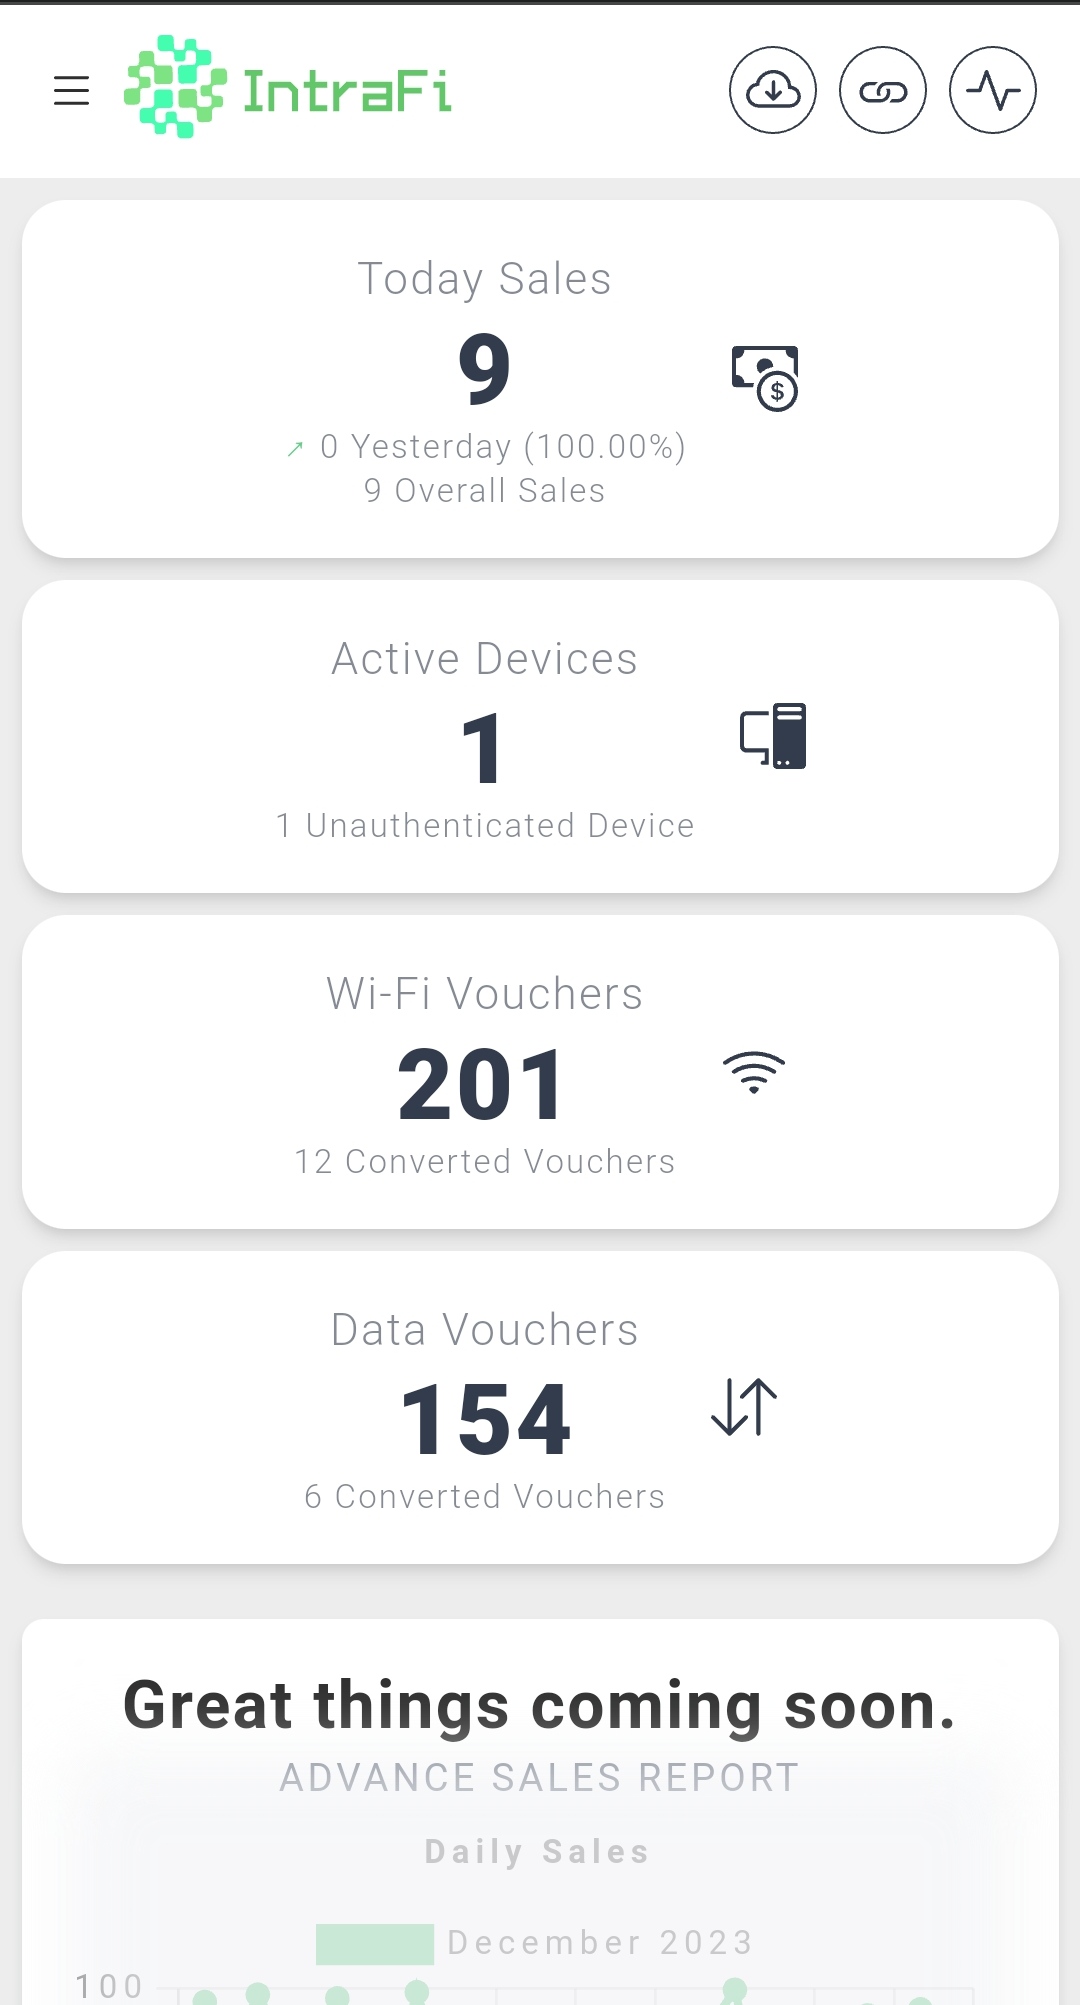 IntraFi
Today Sales
9
$
↗ 0 Yesterday (100.00%)
9 Overall Sales
Active Devices
1
1 Unauthenticated Device
Wi-Fi Vouchers
201
12 Converted Vouchers
Data Vouchers
154
6 Converted Vouchers
Great things coming soon.
ADVANCE SALES REPORT
Daily Sales
December 2023
100